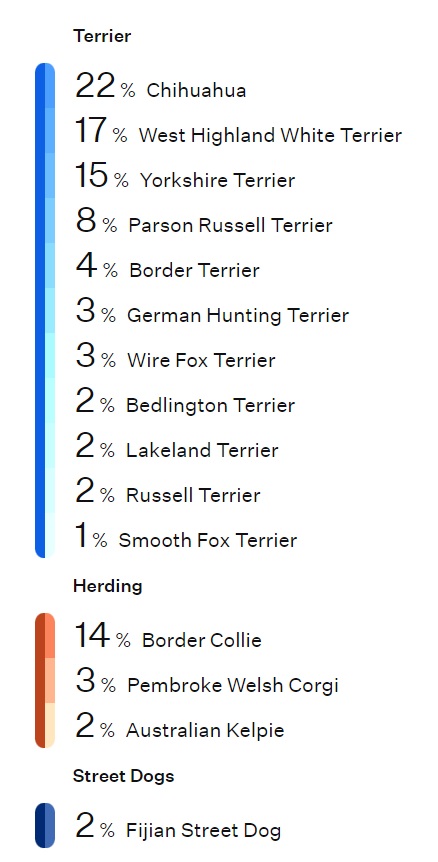 Terrier
22 % Chihuahua
17 % West Highland White Terrier
15 % Yorkshire Terrier
8 % Parson Russell Terrier
4 % Border Terrier
3 % German Hunting Terrier
3 % Wire Fox Terrier
2 % Bedlington Terrier
2 % Lakeland Terrier
2 % Russell Terrier
1 % Smooth Fox Terrier
Herding
14 % Border Collie
3 % Pembroke Welsh Corgi
2 % Australian Kelpie
Street Dogs
2 % Fijian Street Dog